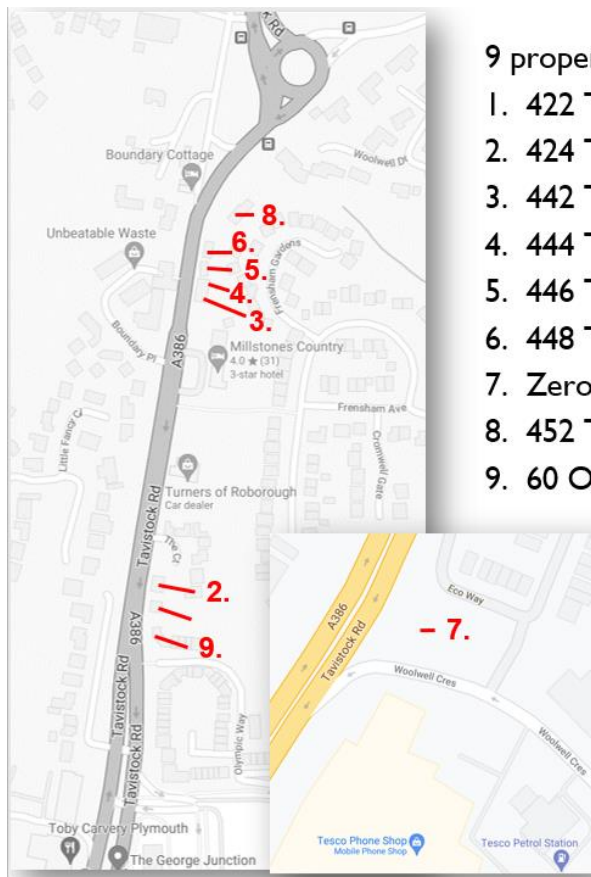 k Rd
Boundary Cottage
Woolwell Dr
8.
Unbeatable Waste
6.
5.
4.
3.
Frensham Gardens
Boundary Pl
A386
Millstones Country
4.0 ★ (31)
3-star hotel
Frensham Ave
Little Fancy C
Cromwell Gate
Turners of Roborough
Car dealer
Tavistock Rd
The Ct
2.
A386
9.
Tavistock Rd
Tavistock Rd
Olympic Way
Toby Carvery Plymouth
The George Junction
9 proper
1. 422 T
2. 424 T
3. 442 T
4. 444 T
5. 446 T
6. 448 T
7. Zero
8. 452 T
9. 60 O
Eco Way
A386
7.
Tavistock Rd
Woolwell Cres
Woolwell Cres
Tesco Phone Shop
Mobile Phone Shop
Tesco Petrol Station